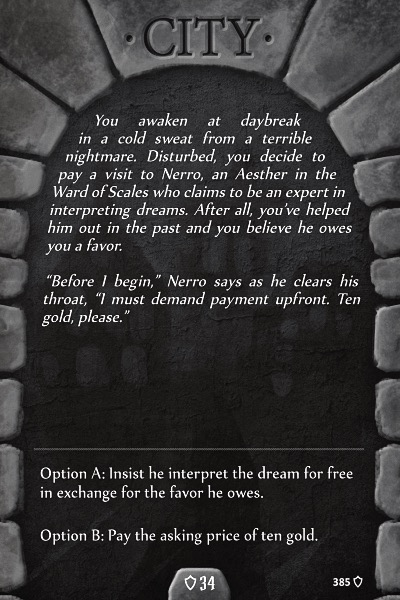 · CITY ·
You awaken at daybreak
in a cold sweat from a terrible
nightmare. Disturbed, you decide to
pay a visit to Nerro, an Aesther in the
Ward of Scales who claims to be an expert in
interpreting dreams. After all, you’ve helped
him out in the past and you believe he owes
you a favor.
“Before I begin,” Nerro says as he clears his
throat, “I must demand payment upfront. Ten
gold, please.”
Option A: Insist he interpret the dream for free
in exchange for the favor he owes.
Option B: Pay the asking price of ten gold.
34
385